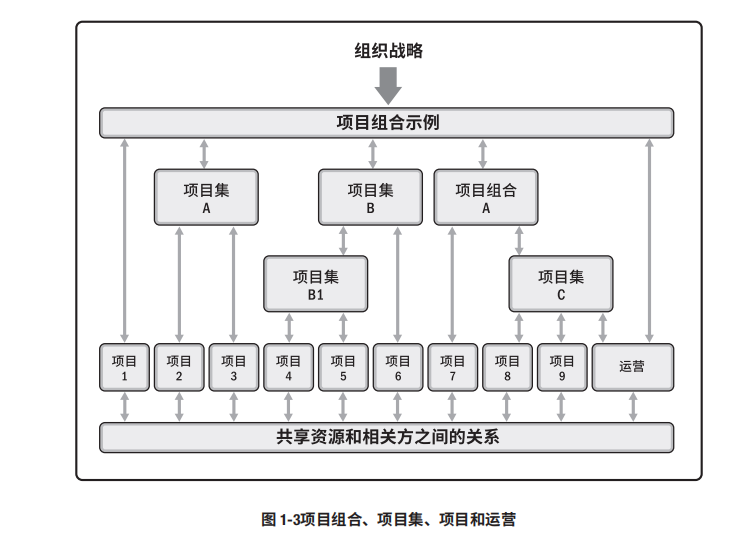 组织战略
项目组合示例
项目集
A
项目集
B
项目组合
A
项目集
B1
项目集
C
项目
1
项目
2
项目
3
项目
4
项目
5
项目
6
项目
7
项目
8
项目
9
运营
共享资源和相关方之间的关系
图 1-3项目组合、项目集、项目和运营